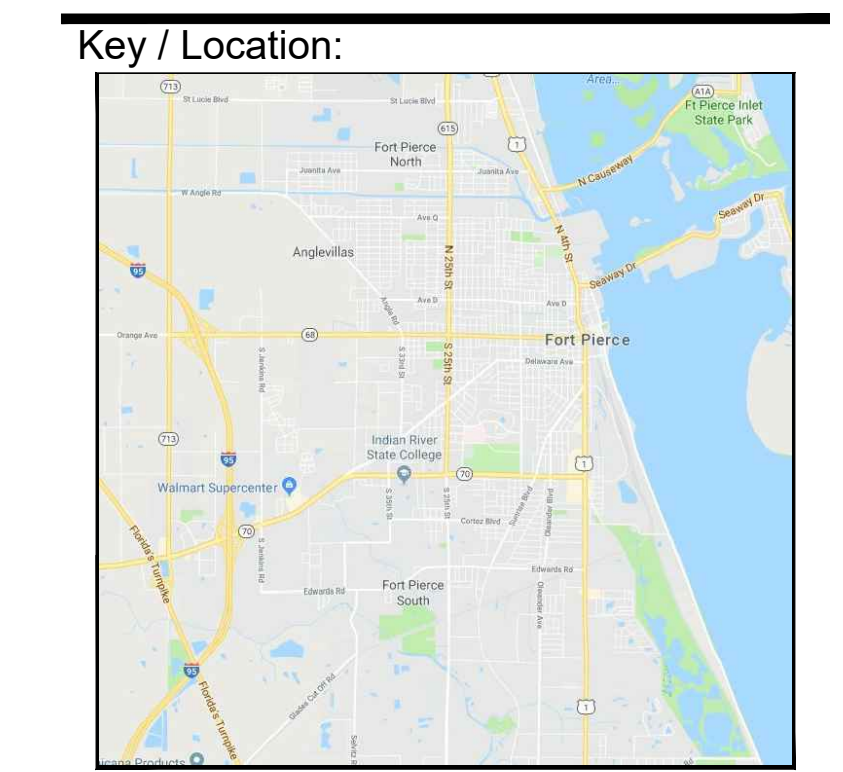 Key / Location:
Area...
713
A1A
St Lucie Blvd
St Lucie Blvd
Ft Pierce Inlet
State Park
615
1
Fort Pierce
North
Juanita Ave
Juanita Ave
N Causeway
W Angle Rd
Seaway Dr
Ave Q
N 4th St
Anglevillas
N 25th St
95
Seaway Dr
Angle Rd
Ave D
Ave D
Orange Ave
68
Fort Pierce
S Jenkins Rd
S 33rd St
S 25th St
Delaware Ave
713
Indian River
State College
95
1
70
Walmart Supercenter
S 35th St
S 25th St
Sunrise Blvd
Oleander Blvd
Cortez Blvd
70
Florida's Turnpike
S Jenkins Rd
Edwards Rd
Edwards Rd
Fort Pierce
South
Oleander Ave
95
Florida's Turnpike
Glades Cut Off Rd
1
Selvitz R
icana Products
Rd